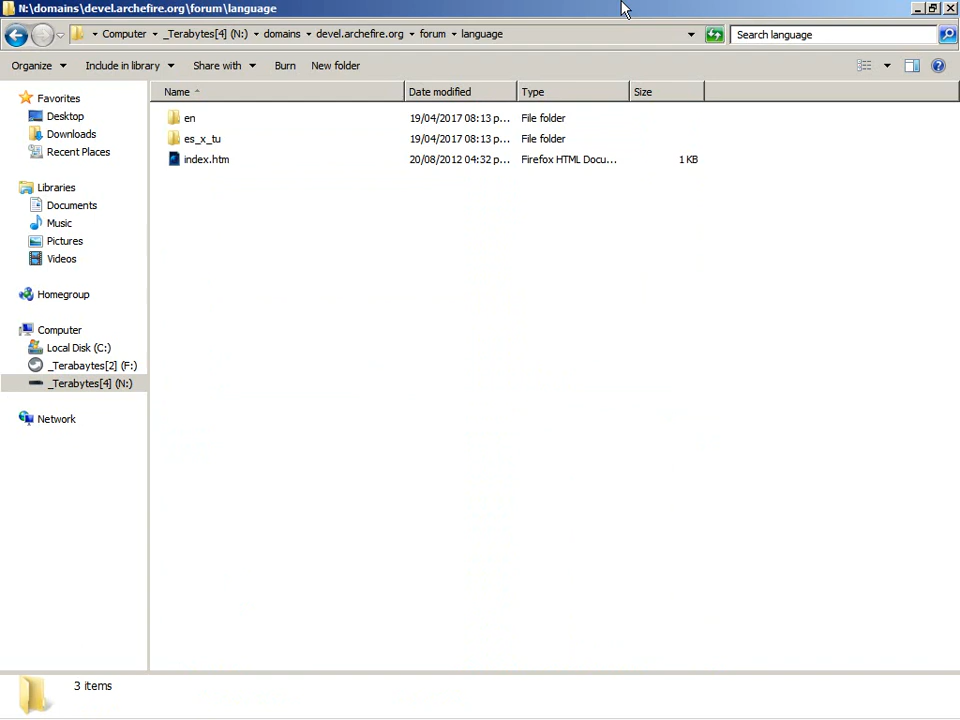 N:\domains\devel.archefire.org\forum\language
Computer _Terabytes[4] (N:) domains devel.archefire.org forum language Search language
Organize Include in library Share with Burn New folder
Favorites
Desktop
Downloads
Recent Places
Libraries
Documents
Music
Pictures
Videos
Homegroup
Computer
Local Disk (C:)
_Terabaytes[2] (F:)
_Terabytes[4] (N:)
Network
Name Date modified Type Size
en 19/04/2017 08:13 p... File folder
es_x_tu 19/04/2017 08:13 p... File folder
index.htm 20/08/2012 04:32 p... Firefox HTML Docu... 1 KB
3 items